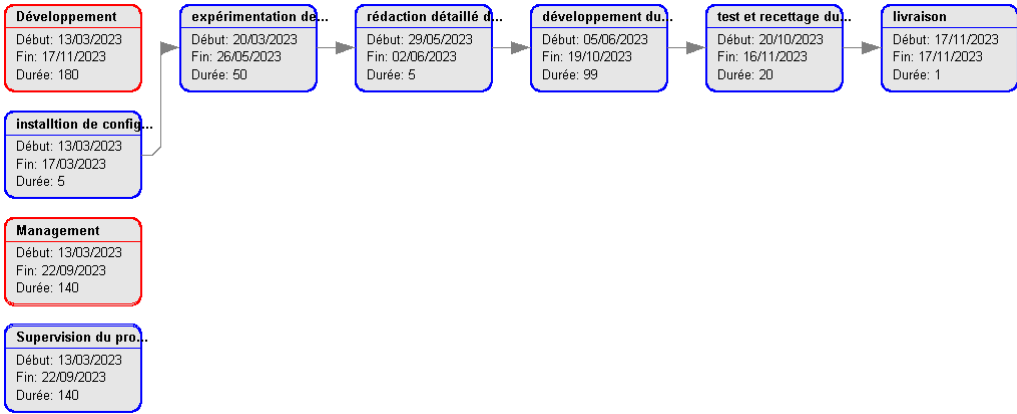 Développement
Début: 13/03/2023
Fin: 17/11/2023
Durée: 180
expérimentation de...
Début: 20/03/2023
Fin: 26/05/2023
Durée: 50
rédaction détaillé d...
Début: 29/05/2023
Fin: 02/06/2023
Durée: 5
développement du...
Début: 05/06/2023
Fin: 19/10/2023
Durée: 99
test et recettage du...
Début: 20/10/2023
Fin: 16/11/2023
Durée: 20
livraison
Début: 17/11/2023
Fin: 17/11/2023
Durée: 1
installtion de config...
Début: 13/03/2023
Fin: 17/03/2023
Durée: 5
Management
Début: 13/03/2023
Fin: 22/09/2023
Durée: 140
Supervision du pro...
Début: 13/03/2023
Fin: 22/09/2023
Durée: 140